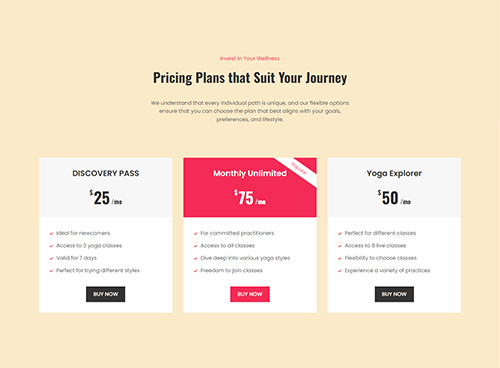 Invest in Your Wellness
Pricing Plans that Suit Your Journey
We understand that every individual path is unique, and our flexible options
ensure that you can choose the plan that best aligns with your goals,
preferences, and lifestyle.
DISCOVERY PASS
$25 /mo
Ideal for newcomers
Access to 3 yoga classes
Valid for 7 days
Perfect for trying different styles
BUY NOW
Popular
Monthly Unlimited
$75 /mo
For committed practitioners
Access to all classes
Dive deep into various yoga styles
Freedom to join classes
BUY NOW
Yoga Explorer
$50 /mo
Perfect for different classes
Access to 8 live classes
Flexibility to choose classes
Experience a variety of practices
BUY NOW